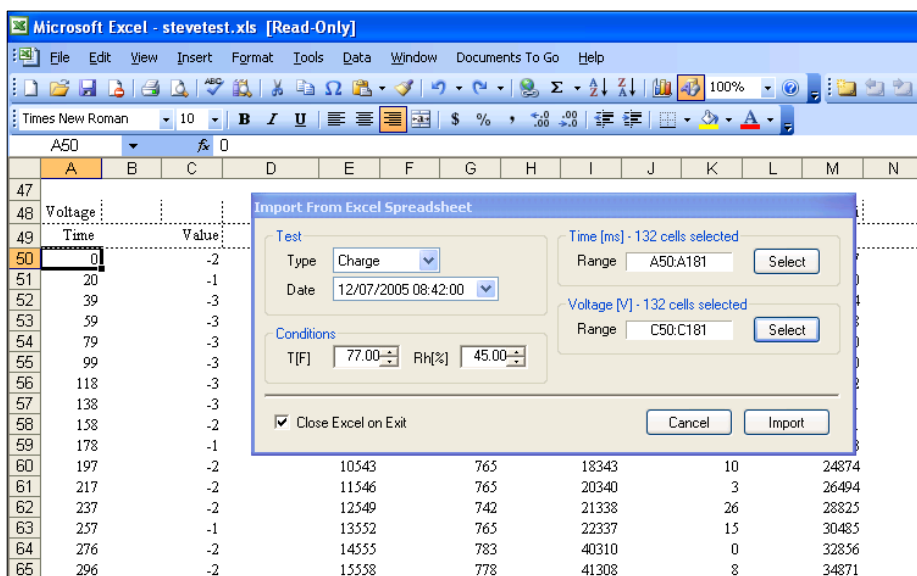 Microsoft Excel - stevetest.xls [Read-Only]
File Edit View Insert Format Tools Data Window Documents To Go Help
100%
Times New Roman 10 B I U $ % ,
A50 fx 0
A B C D E F G H I J K L M N
47
48 Voltage
49 Time Value
50 0 -2
51 20 -1
52 39 -3
53 59 -3
54 79 -3
55 99 -3
56 118 -3
57 138 -3
58 158 -2
59 178 -1
60 197 -2 10543 765 18343 10 24874
61 217 -2 11546 765 20340 3 26494
62 237 -2 12549 742 21338 26 28825
63 257 -1 13552 765 22337 15 30485
64 276 -2 14555 783 40310 0 32856
65 296 -2 15558 778 41308 8 34871
Import From Excel Spreadsheet
Test
Type Charge
Date 12/07/2005 08:42:00
Conditions
T[F] 77.00 Rh[%] 45.00
Time [ms] - 132 cells selected
Range A50:A181 Select
Voltage [V] - 132 cells selected
Range C50:C181 Select
Close Excel on Exit Cancel Import